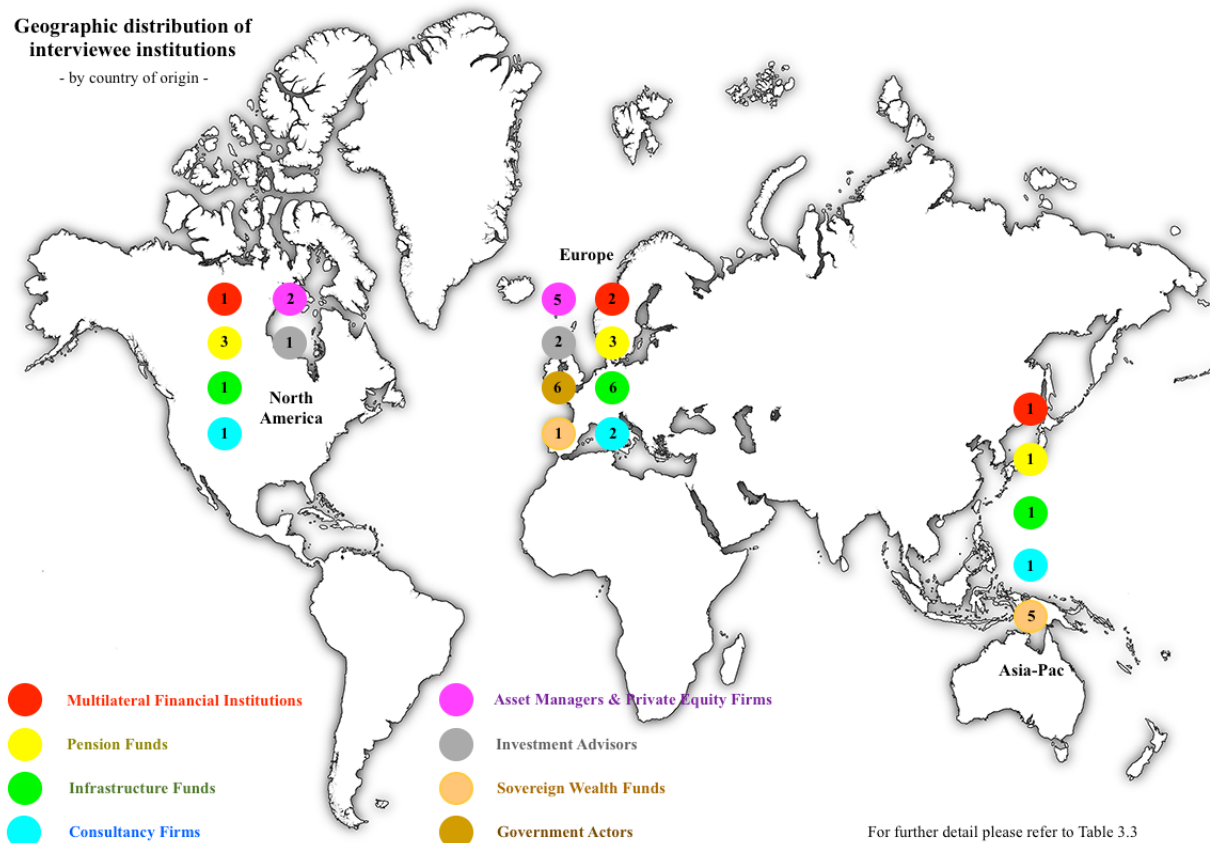 Geographic distribution of
interviewee institutions
- by country of origin -
Europe
1 2
5 2
3 1
2 3
1
North
America
6 6
1
1
1 2
1
1
1
5
Asia-Pac
Multilateral Financial Institutions
Asset Managers & Private Equity Firms
Pension Funds
Investment Advisors
Infrastructure Funds
Sovereign Wealth Funds
Consultancy Firms
Government Actors
For further detail please refer to Table 3.3